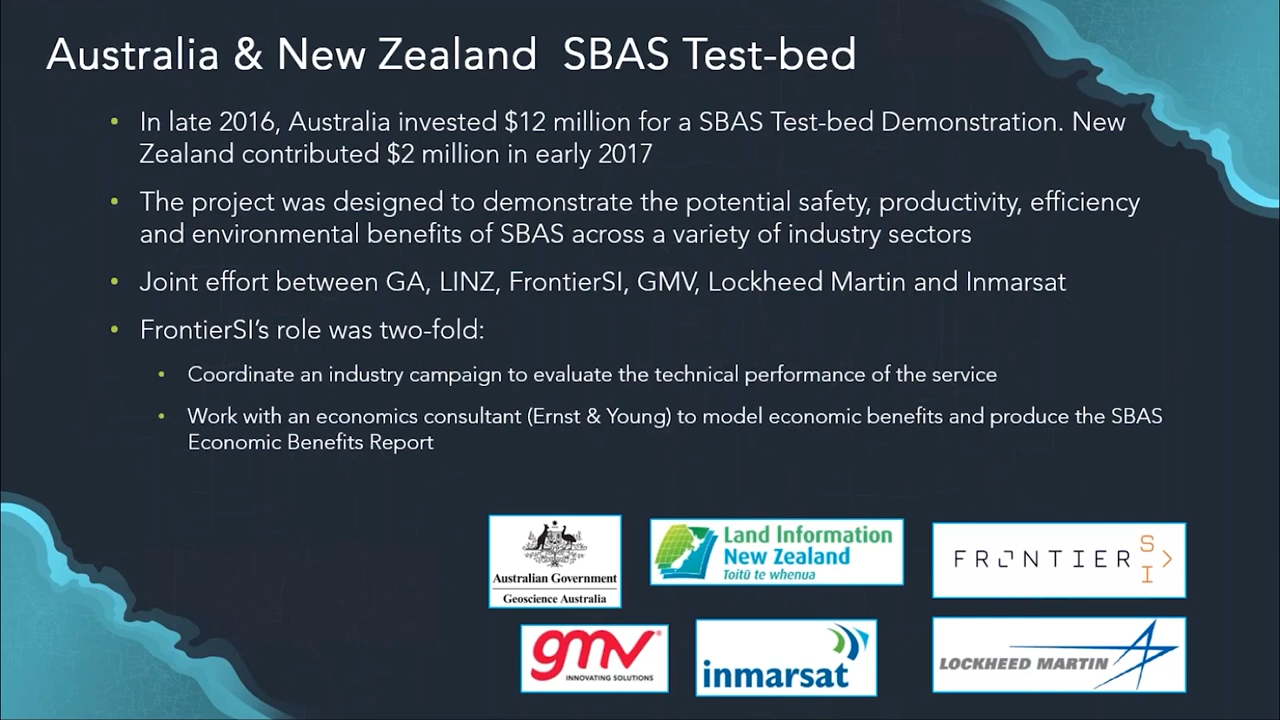 Australia & New Zealand SBAS Test-bed
• In late 2016, Australia invested $12 million for a SBAS Test-bed Demonstration. New
Zealand contributed $2 million in early 2017
• The project was designed to demonstrate the potential safety, productivity, efficiency
and environmental benefits of SBAS across a variety of industry sectors
• Joint effort between GA, LINZ, FrontierSI, GMV, Lockheed Martin and Inmarsat
• FrontierSI's role was two-fold:
• Coordinate an industry campaign to evaluate the technical performance of the service
• Work with an economics consultant (Ernst & Young) to model economic benefits and produce the SBAS
Economic Benefits Report
Australian Government
Geoscience Australia
Land Information
New Zealand
Toitū te whenua
FRONTIER SI
gmv®
INNOVATING SOLUTIONS
inmarsat
LOCKHEED MARTIN